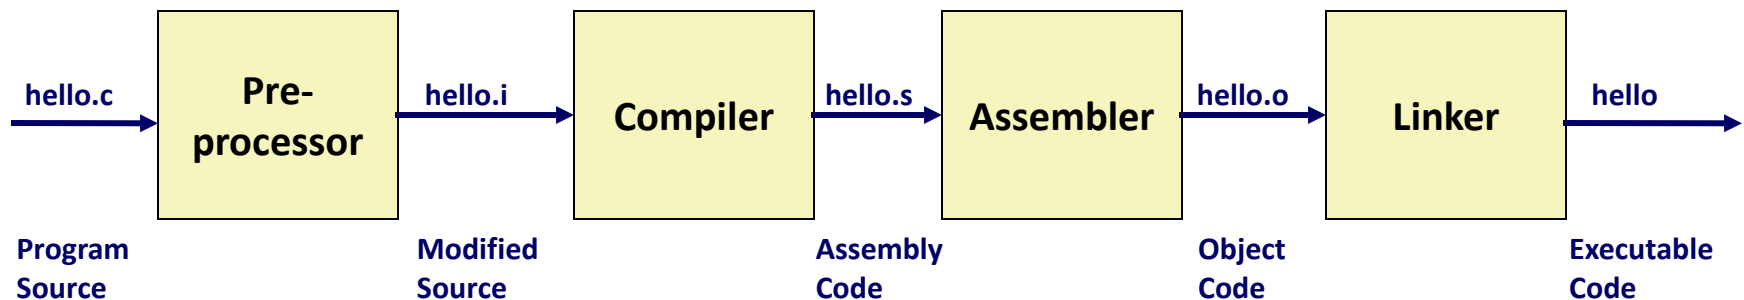 hello.c
Pre-
processor
hello.i
Compiler
hello.s
Assembler
hello.o
Linker
hello
Program
Source
Modified
Source
Assembly
Code
Object
Code
Executable
Code